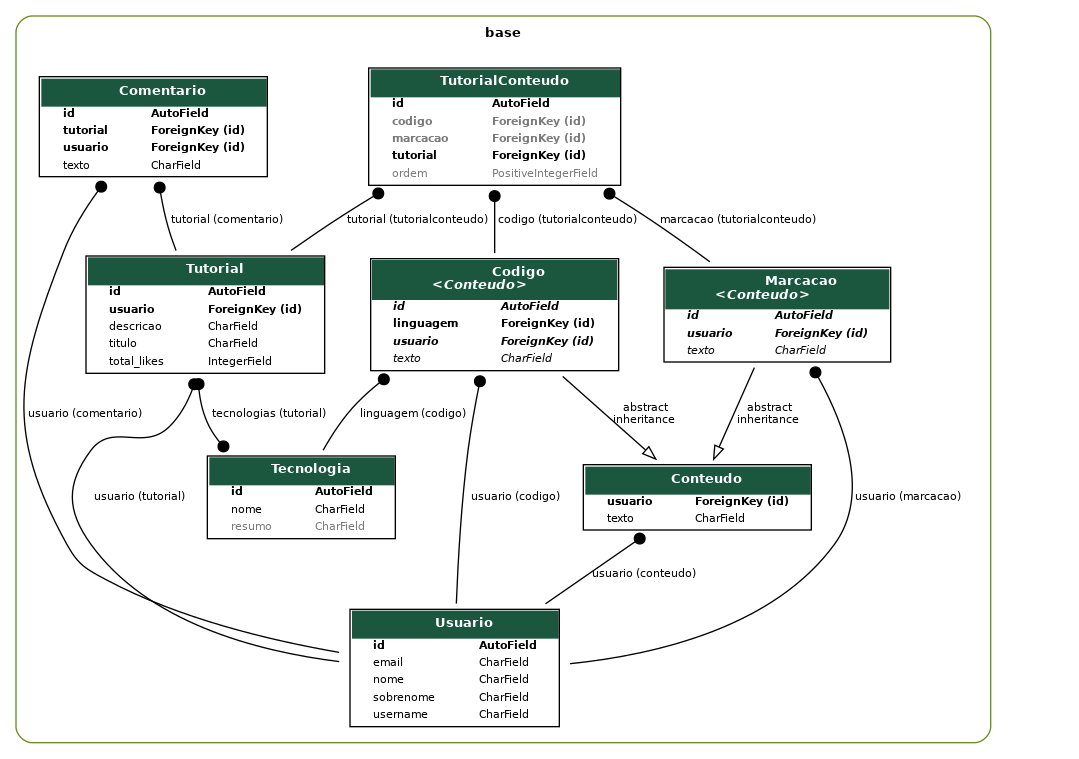 base
Comentario
id AutoField
tutorial ForeignKey (id)
usuario ForeignKey (id)
texto CharField
TutorialConteudo
id AutoField
codigo ForeignKey (id)
marcacao ForeignKey (id)
tutorial ForeignKey (id)
ordem PositiveIntegerField
tutorial (comentario)
tutorial (tutorialconteudo)
codigo (tutorialconteudo)
marcacao (tutorialconteudo)
Tutorial
id AutoField
usuario ForeignKey (id)
descricao CharField
titulo CharField
total_likes IntegerField
Codigo
<Conteudo>
id AutoField
linguagem ForeignKey (id)
usuario ForeignKey (id)
texto CharField
Marcacao
<Conteudo>
id AutoField
usuario ForeignKey (id)
texto CharField
usuario (comentario)
tecnologias (tutorial)
linguagem (codigo)
abstract
inheritance
abstract
inheritance
usuario (tutorial)
Tecnologia
id AutoField
nome CharField
resumo CharField
usuario (codigo)
Conteudo
usuario ForeignKey (id)
texto CharField
usuario (marcacao)
usuario (conteudo)
Usuario
id AutoField
email CharField
nome CharField
sobrenome CharField
username CharField